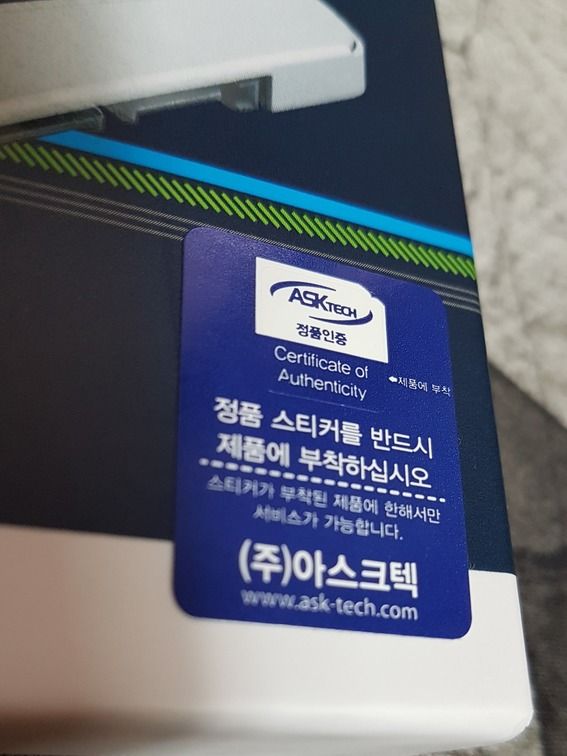 ASKTECH
정품인증
Certificate of
Authenticity
제품에 부착
정품 스티커를 반드시
제품에 부착하십시오
스티커가 부착된 제품에 한해서만
서비스가 가능합니다.
(주)아스크텍
www.ask-tech.com